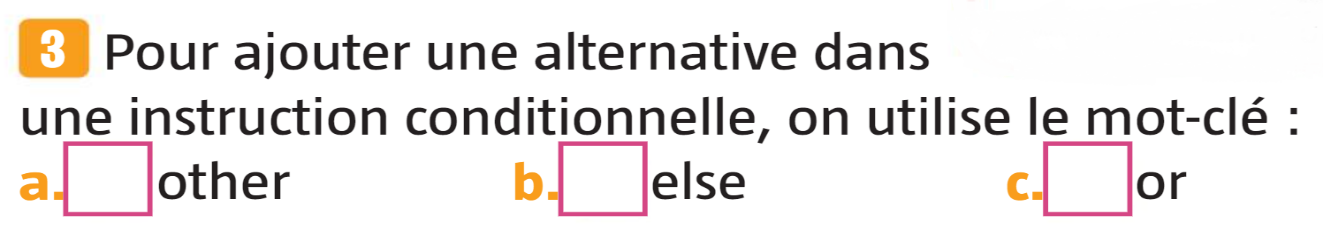 3 Pour ajouter une alternative dans
une instruction conditionnelle, on utilise le mot-clé :
a. other b. else c. or